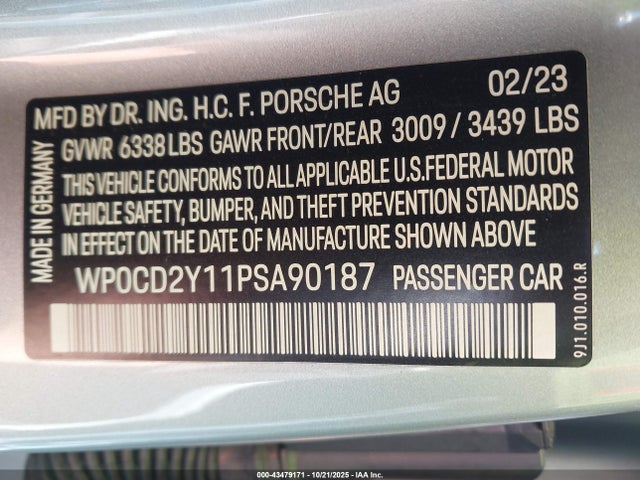 MFD BY DR. ING. H.C. F. PORSCHE AG 02/23
GVWR 6338 LBS GAWR FRONT/REAR 3009 / 3439 LBS
THIS VEHICLE CONFORMS TO ALL APPLICABLE U.S. FEDERAL MOTOR
VEHICLE SAFETY, BUMPER, AND THEFT PREVENTION STANDARDS
IN EFFECT ON THE DATE OF MANUFACTURE SHOWN ABOVE
WP0CD2Y11PSA90187 PASSENGER CAR
MADE IN GERMANY
9J1.010.016.R
000-43479171 - 10/21/2025 - IAA Inc.